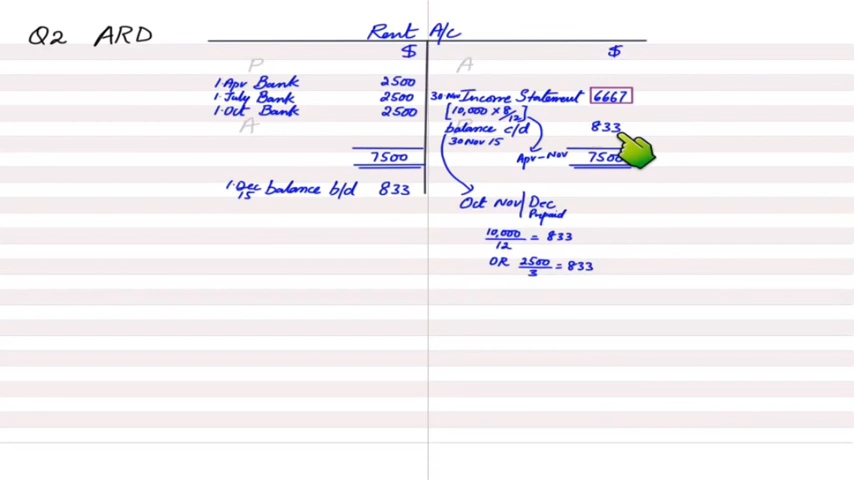 Q2 ARD
Rent A/c
$ $
P A
1 Apr Bank 2500
1 July Bank 2500
1 Oct Bank 2500
A
7500
1 Dec 15 balance b/d 833
30 Nov Income Statement 6667
[10,000 × 8/12]
balance c/d 833
30 Nov 15
Apr - Nov 7500
Oct Nov | Dec
Prepaid
10,000/12 = 833
OR 2500/3 = 833